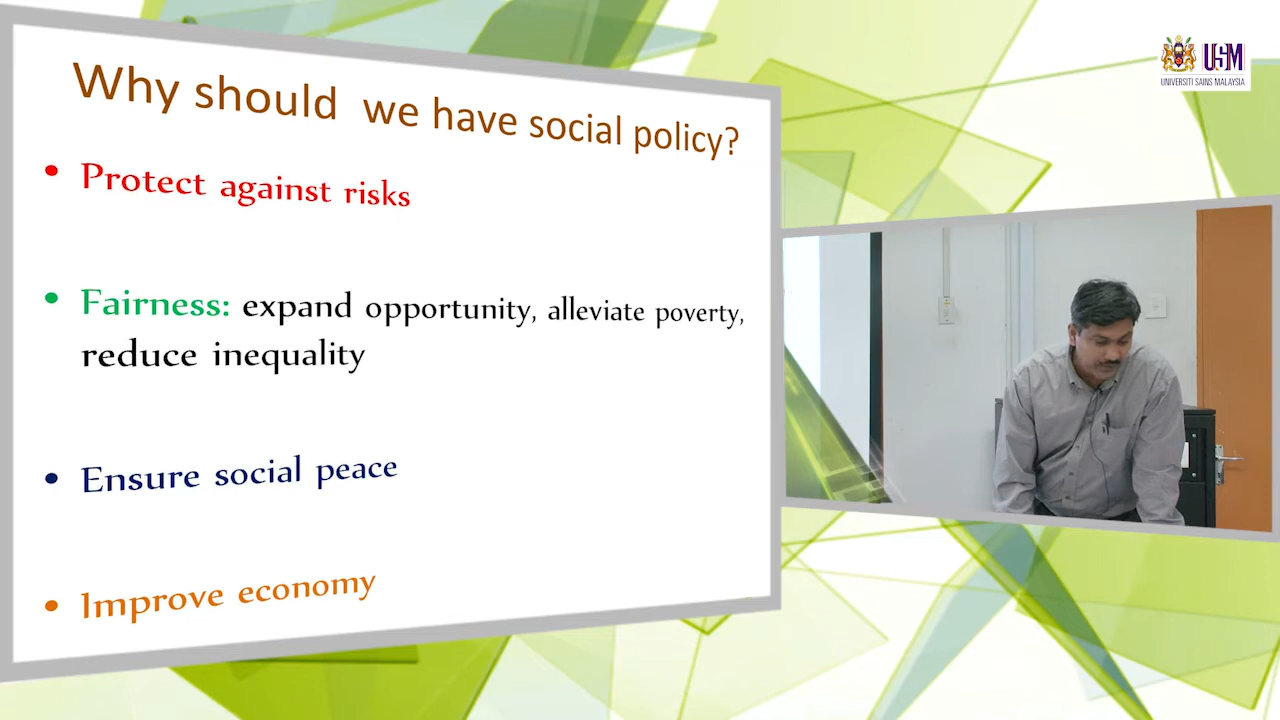 Why should we have social policy?
• Protect against risks
• Fairness: expand opportunity, alleviate poverty,
reduce inequality
• Ensure social peace
• Improve economy
USM
UNIVERSITI SAINS MALAYSIA